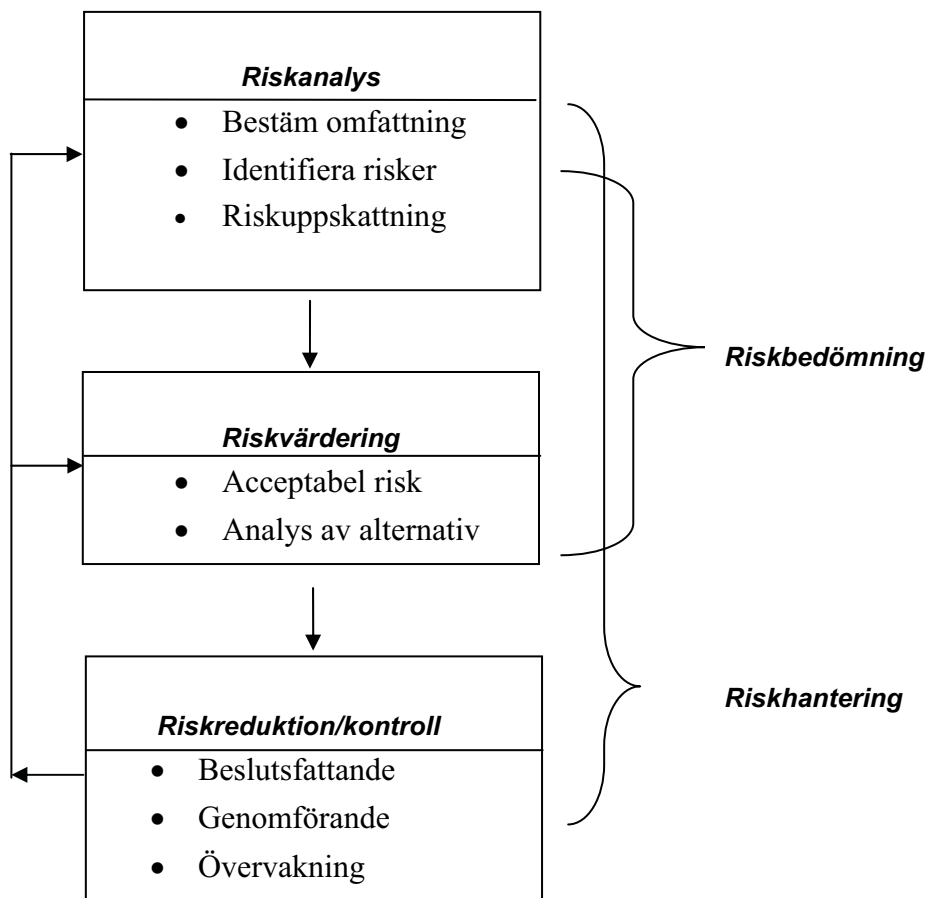 Riskanalys
• Bestäm omfattning
• Identifiera risker
• Riskuppskattning
Riskbedömning
Riskvärdering
• Acceptabel risk
• Analys av alternativ
Riskhantering
Riskreduktion/kontroll
• Beslutsfattande
• Genomförande
• Övervakning